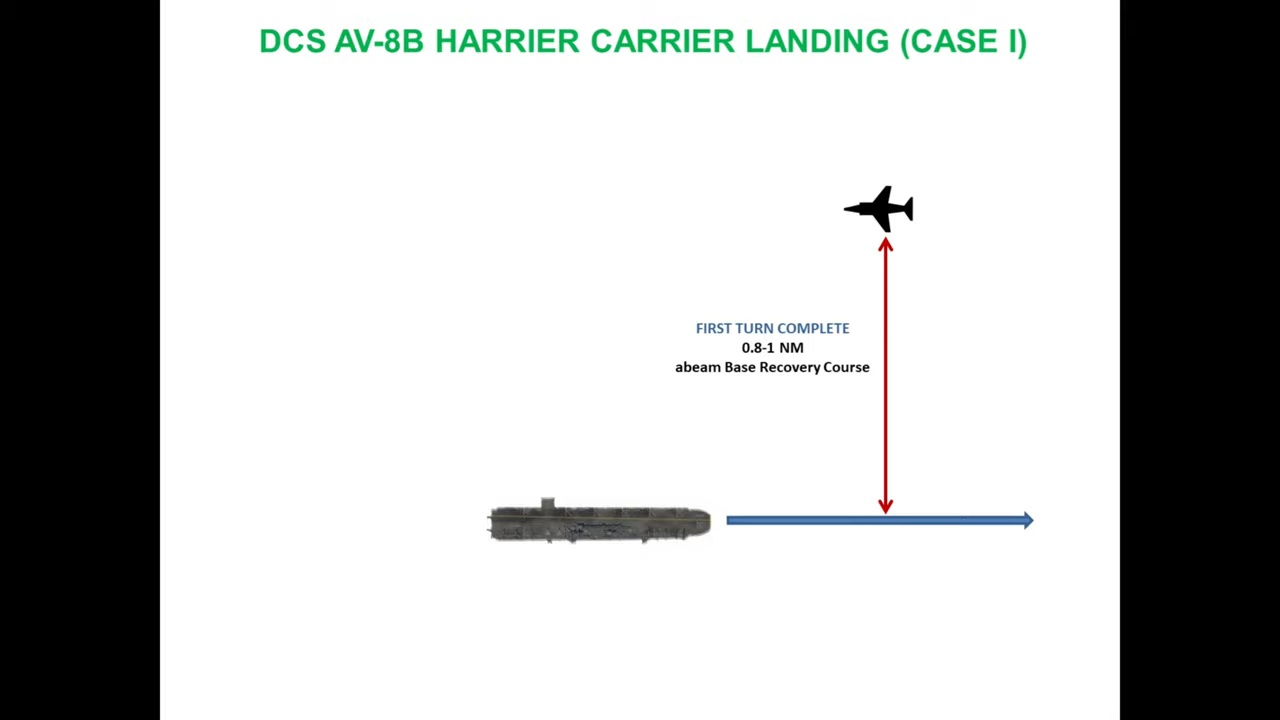 DCS AV-8B HARRIER CARRIER LANDING (CASE I)
FIRST TURN COMPLETE
0.8-1 NM
abeam Base Recovery Course